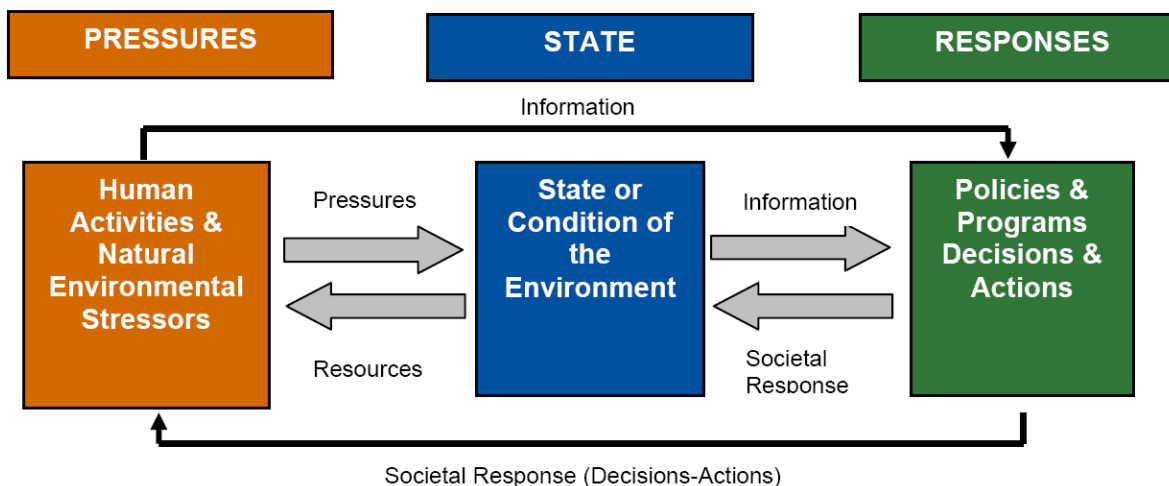 PRESSURES
STATE
RESPONSES
Information
Human
Activities &
Natural
Environmental
Stressors
Pressures
Resources
State or
Condition of
the
Environment
Information
Societal
Response
Policies &
Programs
Decisions &
Actions
Societal Response (Decisions-Actions)